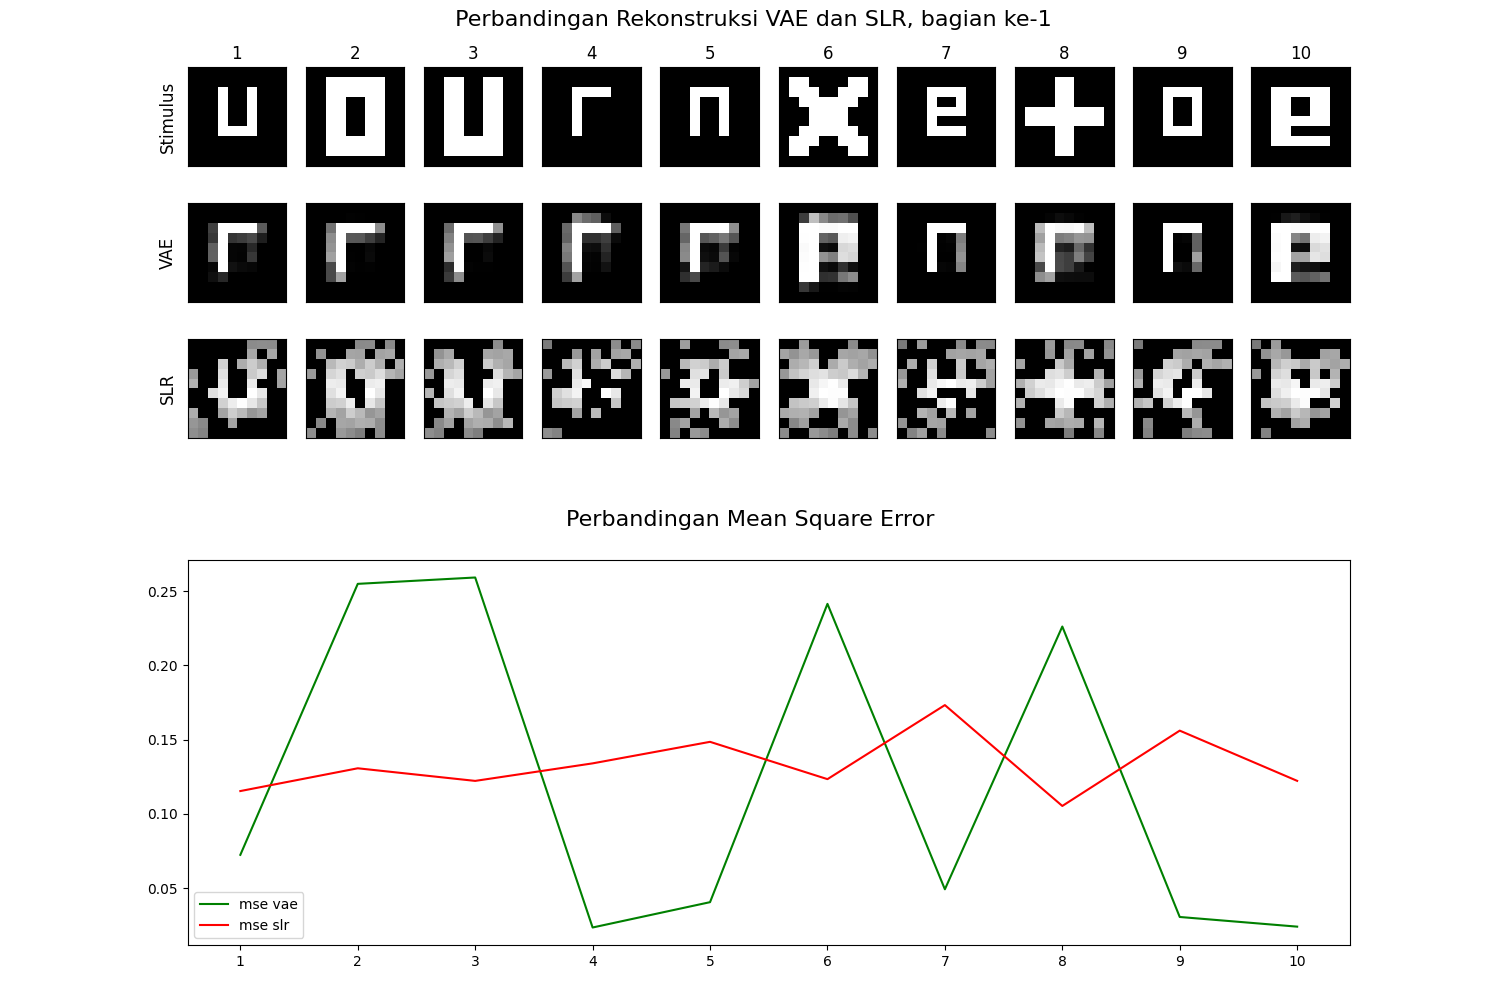 Perbandingan Rekonstruksi VAE dan SLR, bagian ke-1
1 2 3 4 5 6 7 8 9 10
Stimulus
u o u r n x e + o e
VAE
SLR
Perbandingan Mean Square Error
0.25
0.20
0.15
0.10
0.05
mse vae
mse slr
1 2 3 4 5 6 7 8 9 10